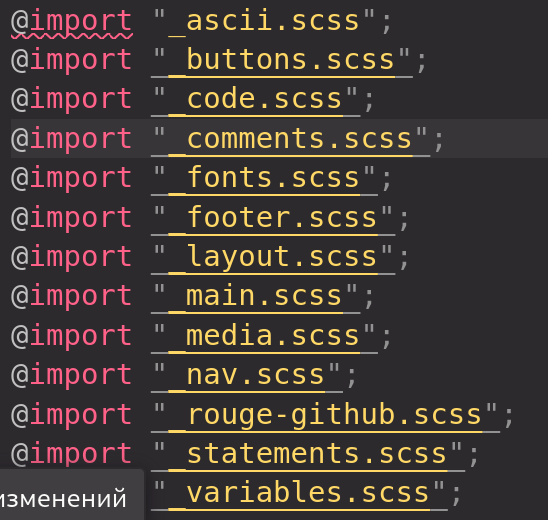 @import "_ascii.scss";
@import "_buttons.scss";
@import "_code.scss";
@import "_comments.scss";
@import "_fonts.scss";
@import "_footer.scss";
@import "_layout.scss";
@import "_main.scss";
@import "_media.scss";
@import "_nav.scss";
@import "_rouge-github.scss";
@import "_statements.scss";
"_variables.scss";
изменений